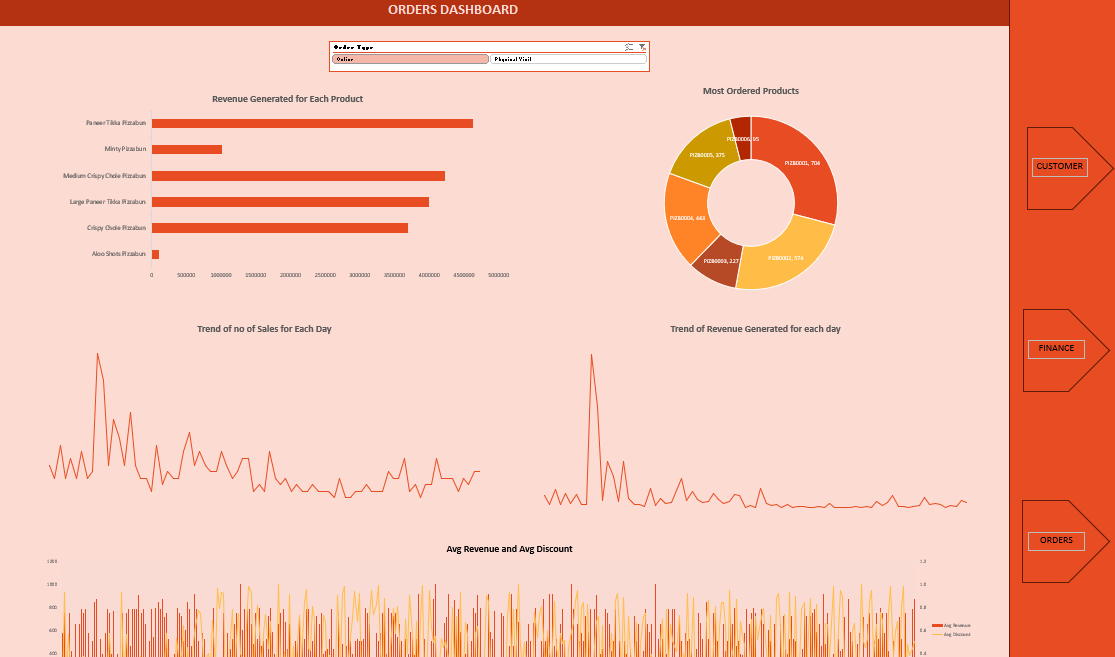 ORDERS DASHBOARD
Order Type
Online
Physical Visit
Revenue Generated for Each Product
Paneer Tikka Pizzabun
Minty Pizzabun
Medium Crispy Chole Pizzabun
Large Paneer Tikka Pizzabun
Crispy Chole Pizzabun
Aloo Shots Pizzabun
0 500000 1000000 1500000 2000000 2500000 3000000 3500000 4000000 4500000 5000000
Most Ordered Products
PIZB0006, 95
PIZB0001, 704
PIZB0005, 375
PIZB0004, 443
PIZB0003, 227
PIZB0002, 574
Trend of no of Sales for Each Day
Trend of Revenue Generated for each day
Avg Revenue and Avg Discount
1200
1000
800
600
400
1.2
1.0
0.8
0.6
0.4
Avg Revenue
Avg Discount
CUSTOMER
FINANCE
ORDERS